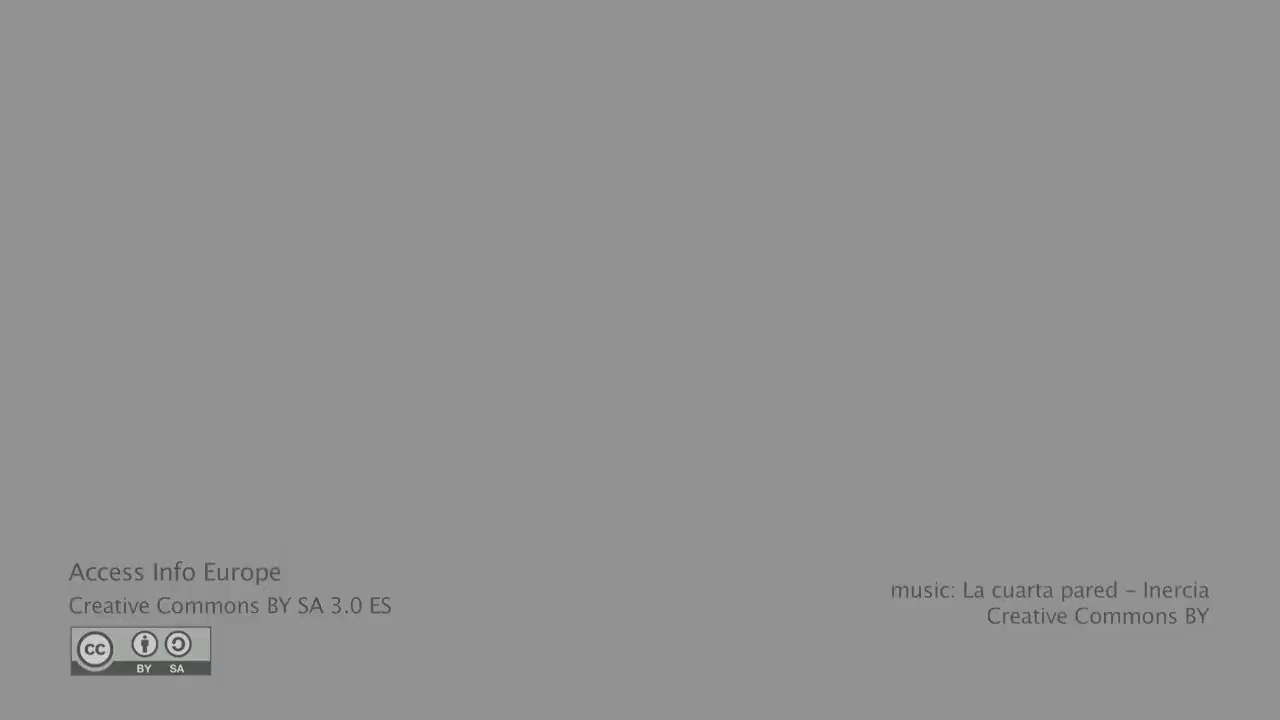 Access Info Europe
Creative Commons BY SA 3.0 ES
cc BY SA
music: La cuarta pared – Inercia
Creative Commons BY